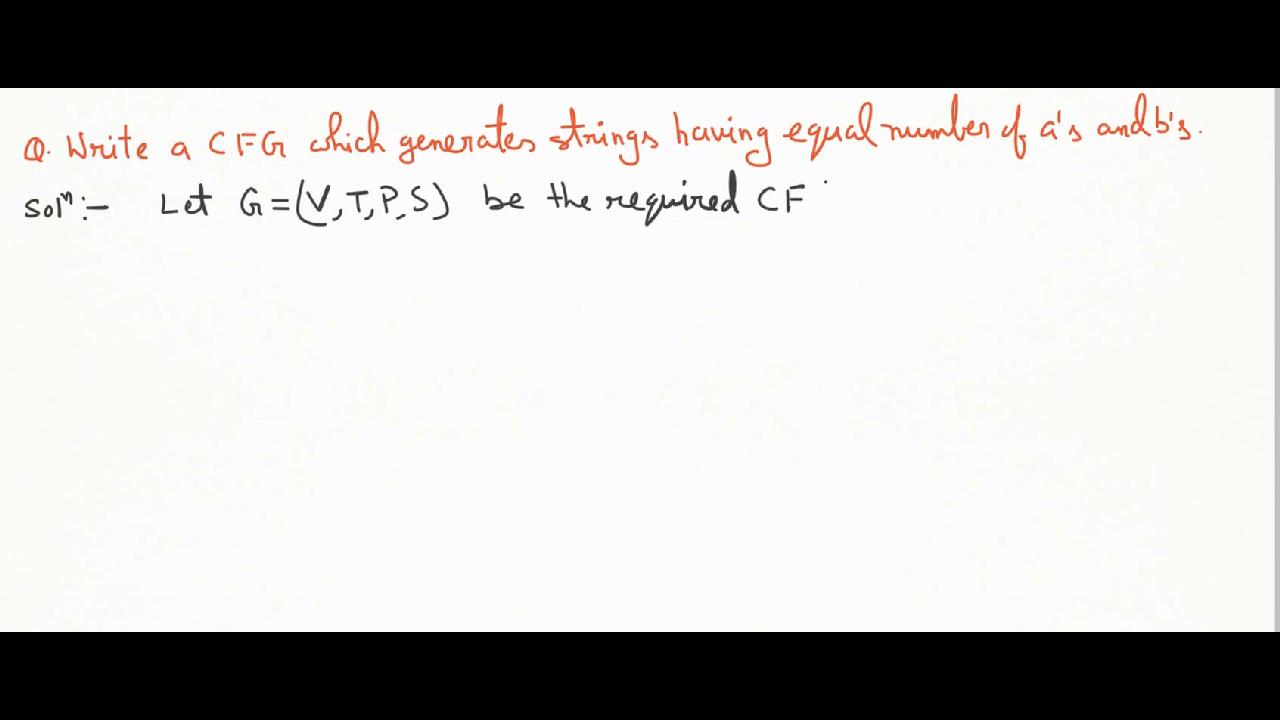 Q. Write a CFG which generates strings having equal number of a's and b's.
Solⁿ:- Let G=(V,T,P,S) be the required CF